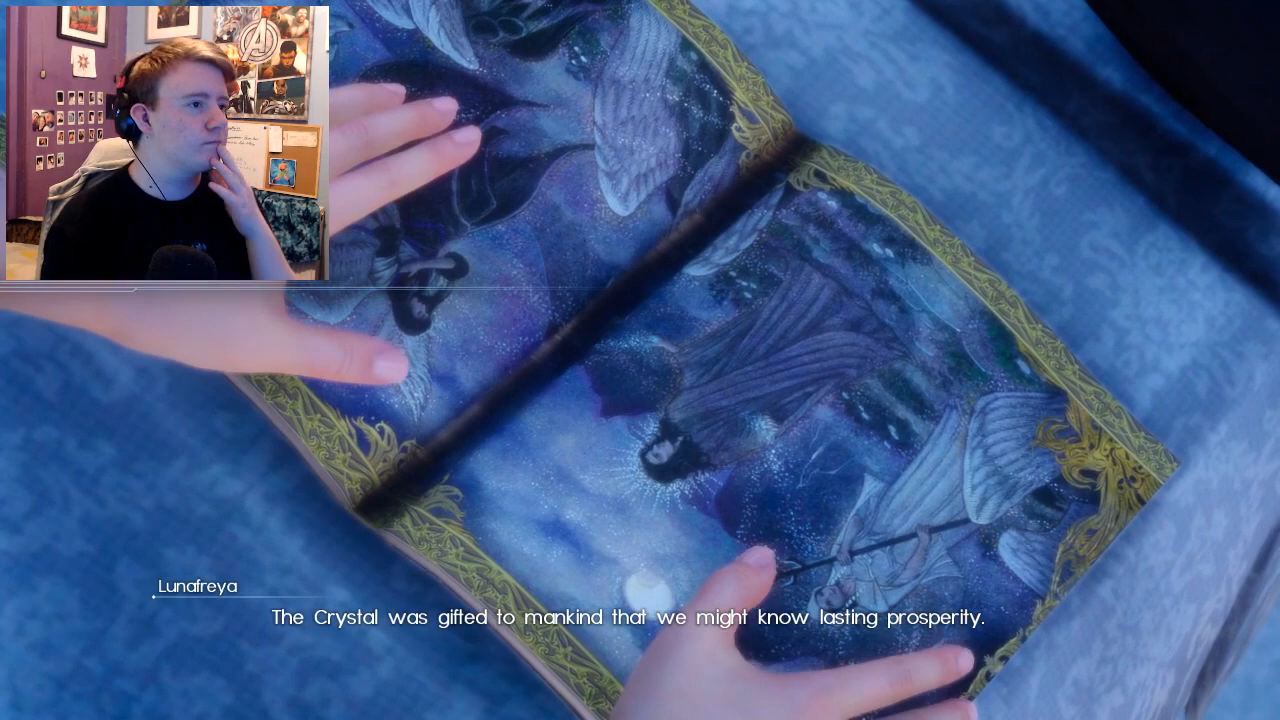 Lunafreya
The Crystal was gifted to mankind that we might know lasting prosperity.